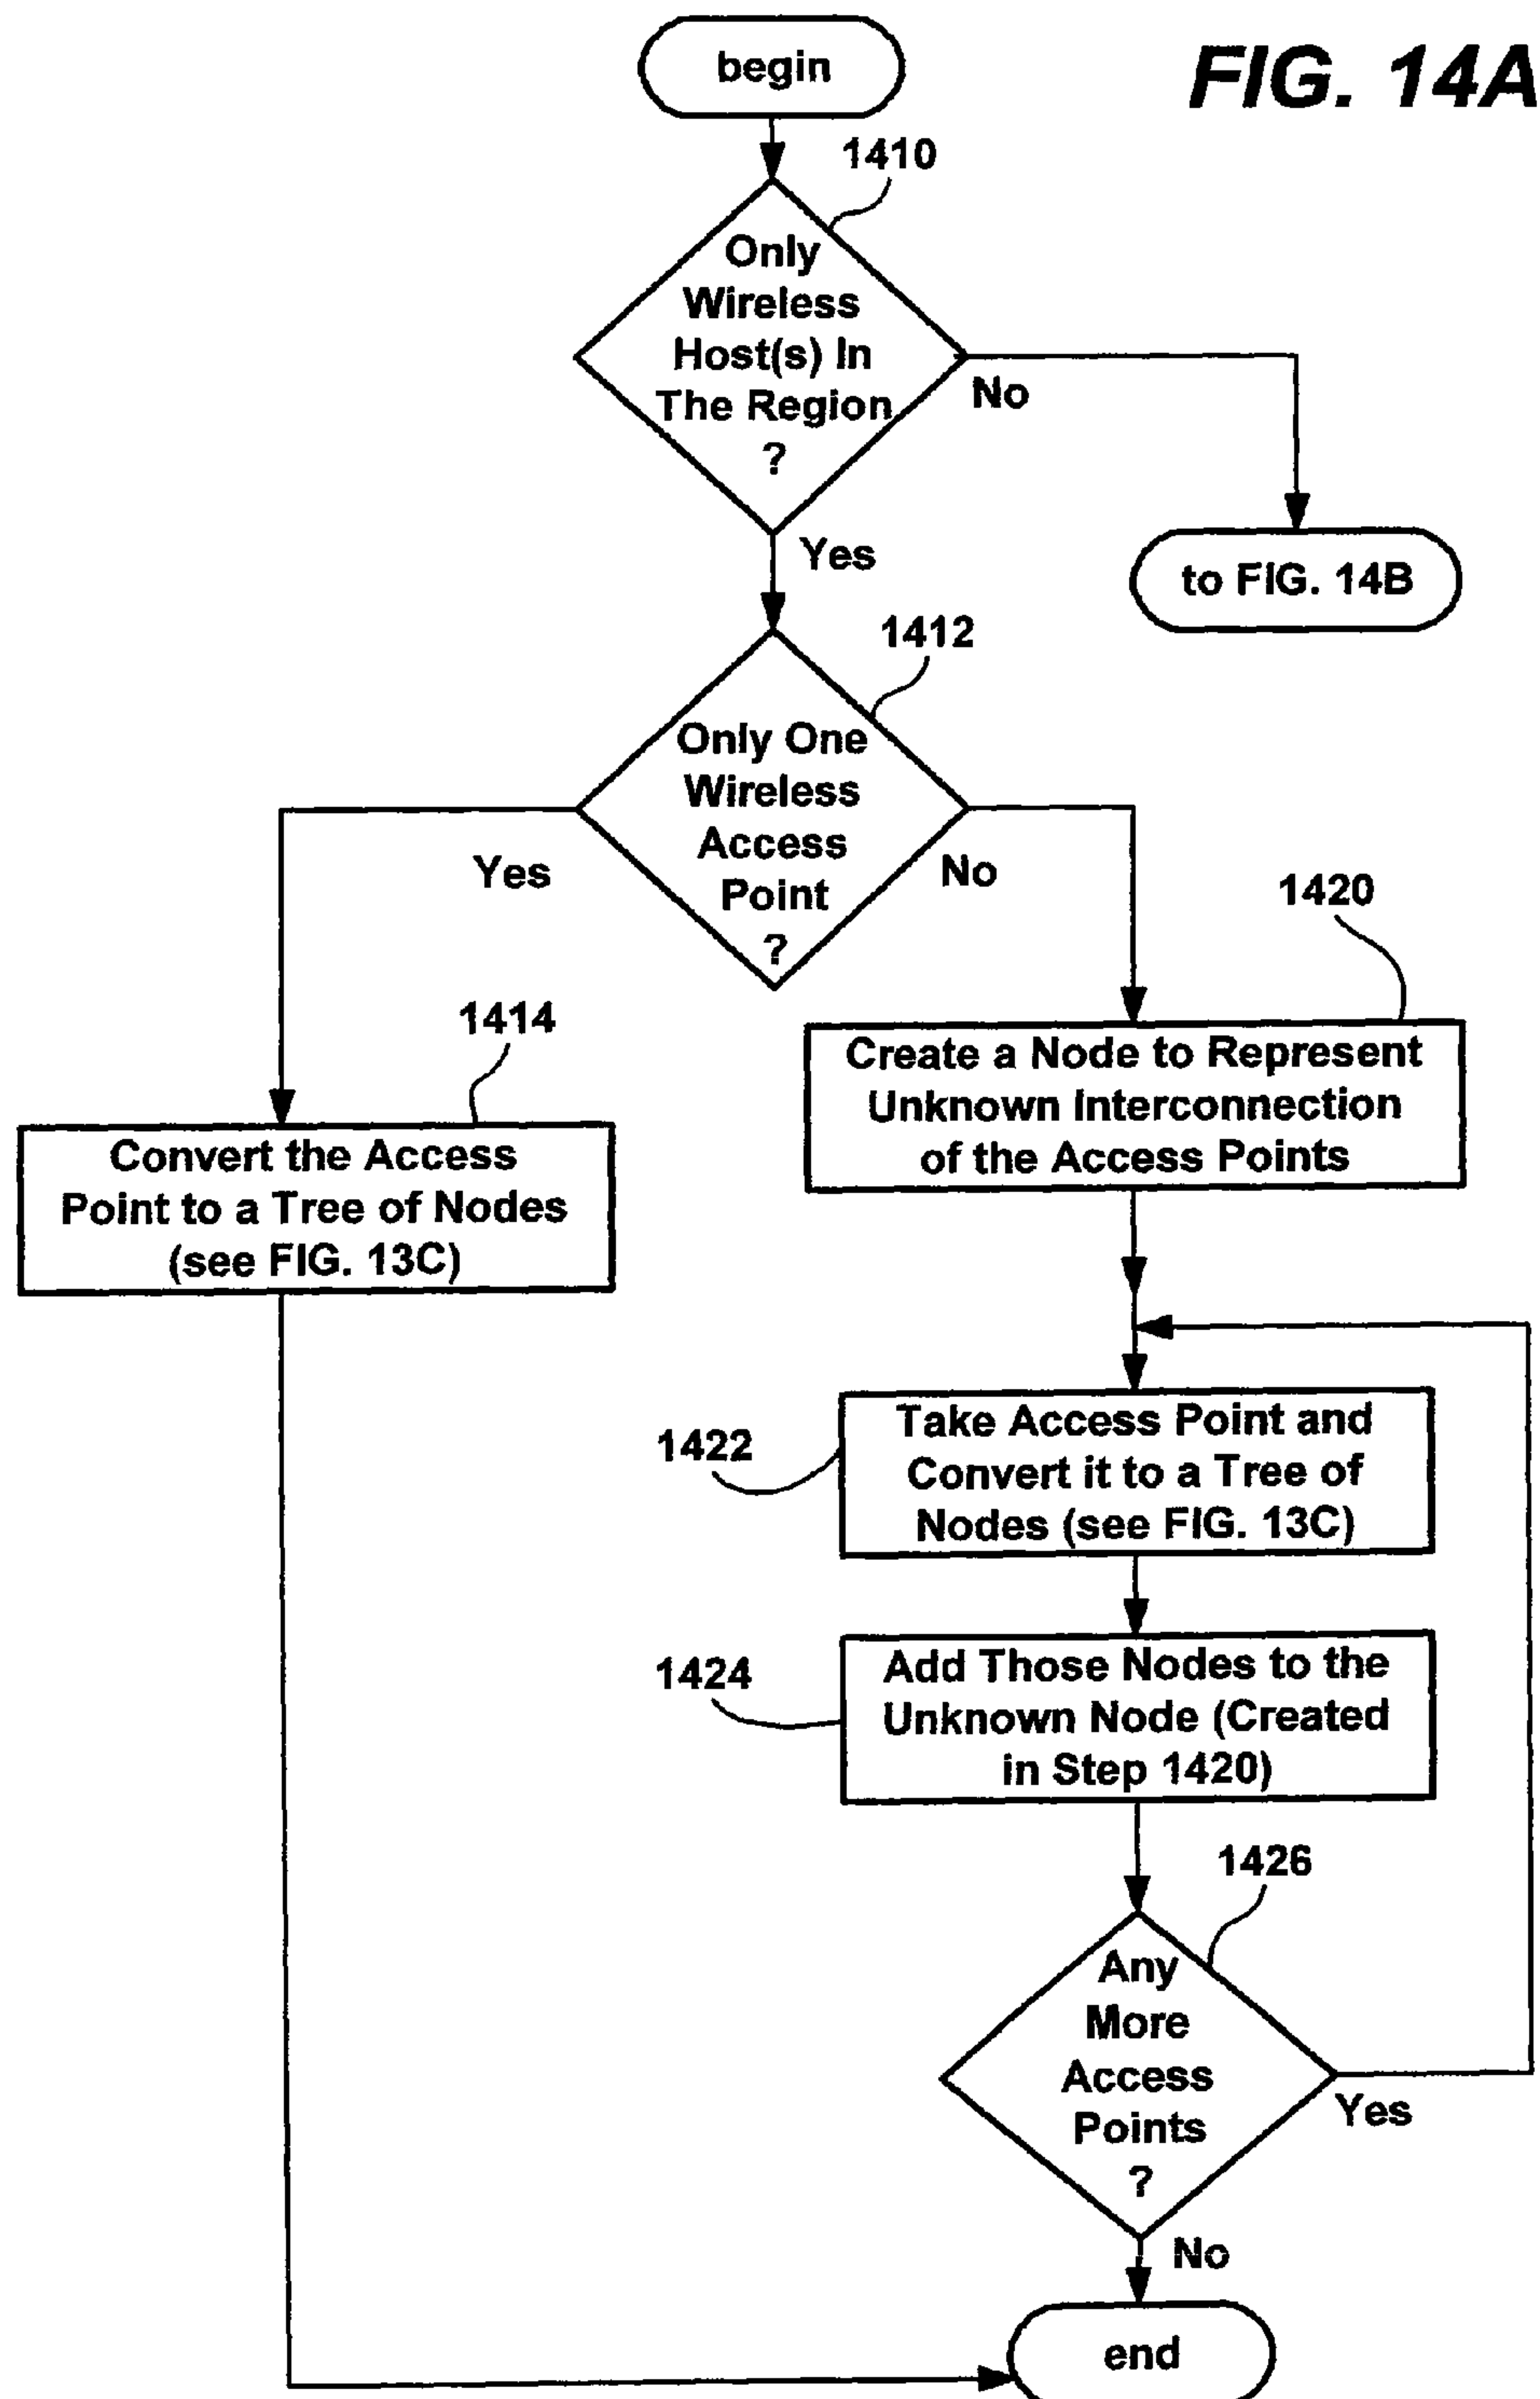 begin
FIG. 14A
1410
Only
Wireless
Host(s) In
The Region
?
No
Yes
to FIG. 14B
1412
Only One
Wireless
Access
Point
?
Yes
No
1420
1414
Create a Node to Represent
Unknown Interconnection
of the Access Points
Convert the Access
Point to a Tree of Nodes
(see FIG. 13C)
1422
Take Access Point and
Convert it to a Tree of
Nodes (see FIG. 13C)
1424
Add Those Nodes to the
Unknown Node (Created
in Step 1420)
1426
Any
More
Access
Points
?
Yes
No
end